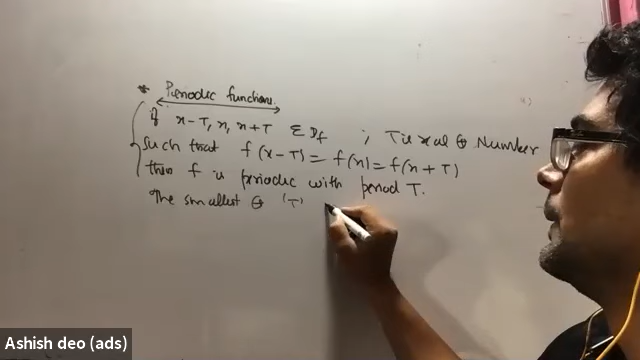 * Periodic functions.
if x-T, x, x+T ∈ Df ; T is real ⊕ Number
such that f(x-T) = f(x) = f(x+T)
then f is periodic with period T.
The smallest ⊕ 'T'
Ashish deo (ads)